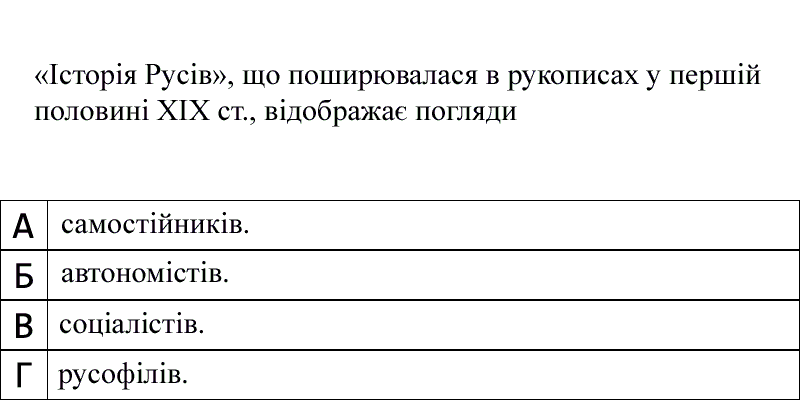 «Історія Русів», що поширювалася в рукописах у першій
половині XIX ст., відображає погляди
А самостійників.
Б автономістів.
В соціалістів.
Г русофілів.